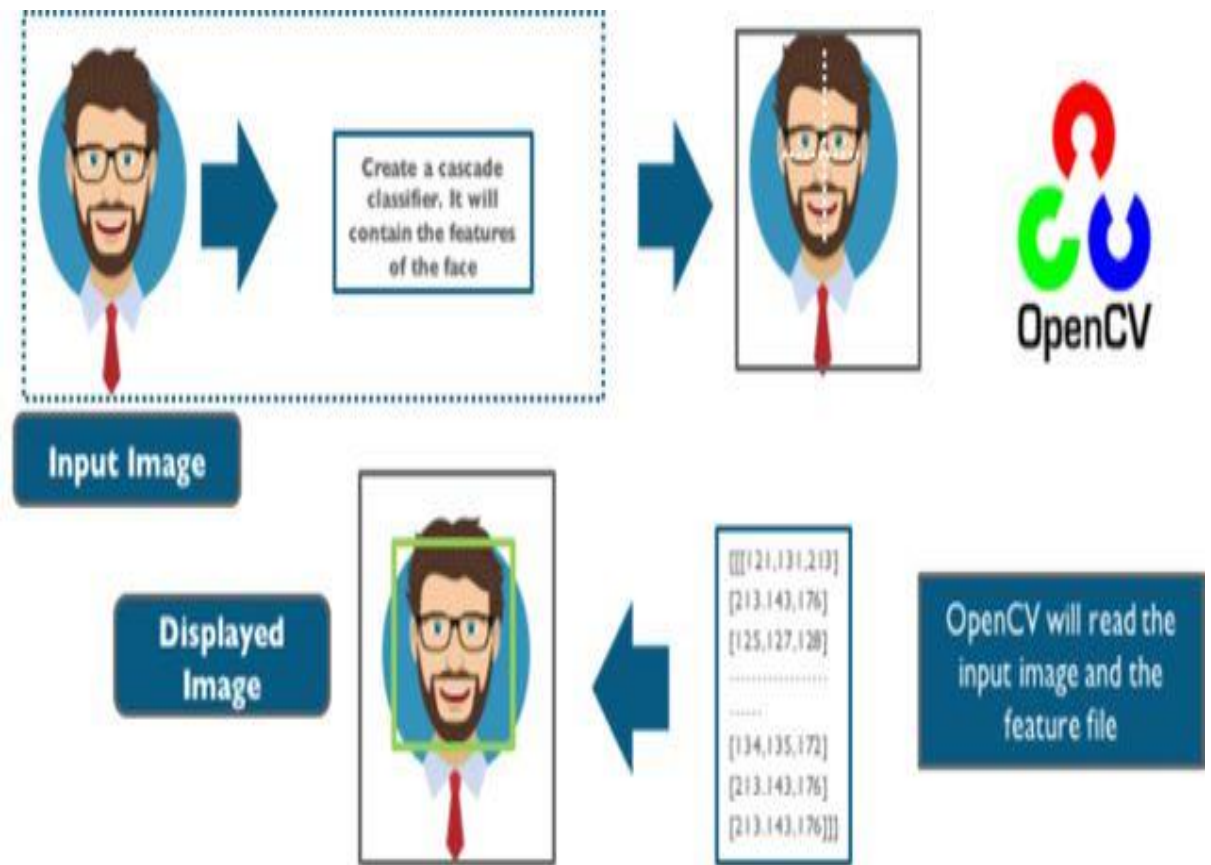 Create a cascade
classifier. It will
contain the features
of the face
OpenCV
Input Image
Displayed
Image
[[[121,131,213]
[213.143,176]
[125,127,128]
..................
......
[134,135,172]
[213.143,176]
[213.143,176]]]
OpenCV will read the
input image and the
feature file